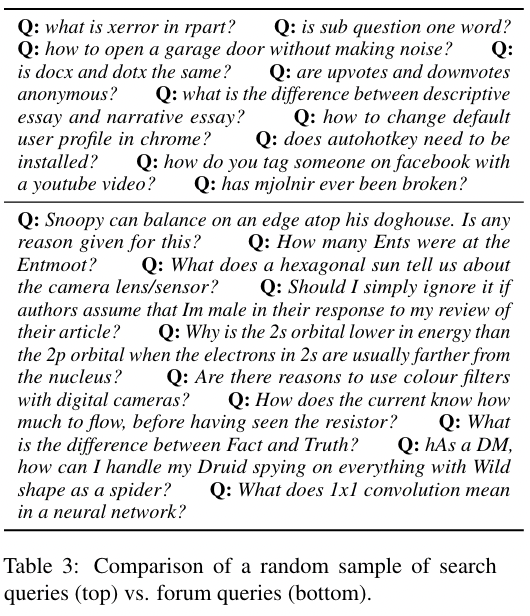 Q: what is xerror in rpart? Q: is sub question one word?
Q: how to open a garage door without making noise? Q:
is docx and dotx the same? Q: are upvotes and downvotes
anonymous? Q: what is the difference between descriptive
essay and narrative essay? Q: how to change default
user profile in chrome? Q: does autohotkey need to be
installed? Q: how do you tag someone on facebook with
a youtube video? Q: has mjolnir ever been broken?
Q: Snoopy can balance on an edge atop his doghouse. Is any
reason given for this? Q: How many Ents were at the
Entmoot? Q: What does a hexagonal sun tell us about
the camera lens/sensor? Q: Should I simply ignore it if
authors assume that Im male in their response to my review of
their article? Q: Why is the 2s orbital lower in energy than
the 2p orbital when the electrons in 2s are usually farther from
the nucleus? Q: Are there reasons to use colour filters
with digital cameras? Q: How does the current know how
much to flow, before having seen the resistor? Q: What
is the difference between Fact and Truth? Q: hAs a DM,
how can I handle my Druid spying on everything with Wild
shape as a spider? Q: What does 1x1 convolution mean
in a neural network?
Table 3: Comparison of a random sample of search
queries (top) vs. forum queries (bottom).